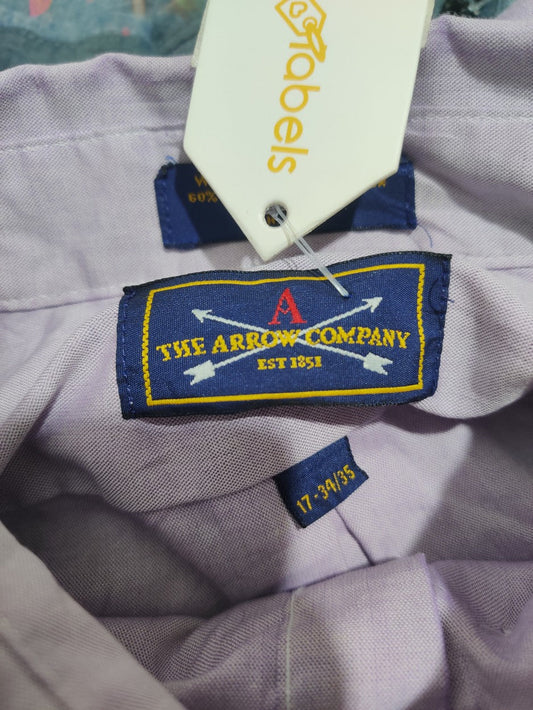 Tabels
60%
A
THE ARROW COMPANY
EST 1851
17-34/35